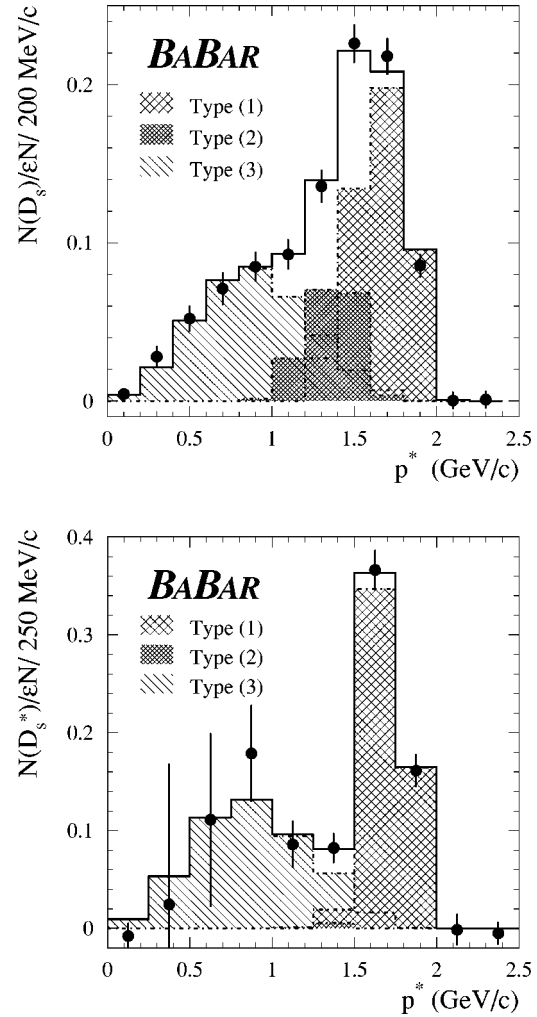 N(Dₛ)/εN/ 200 MeV/c
BABAR
Type (1)
Type (2)
Type (3)
0.2
0.1
0
0 0.5 1 1.5 2 2.5
p* (GeV/c)
N(Dₛ*)/εN/ 250 MeV/c
BABAR
Type (1)
Type (2)
Type (3)
0.4
0.3
0.2
0.1
0
0 0.5 1 1.5 2 2.5
p* (GeV/c)